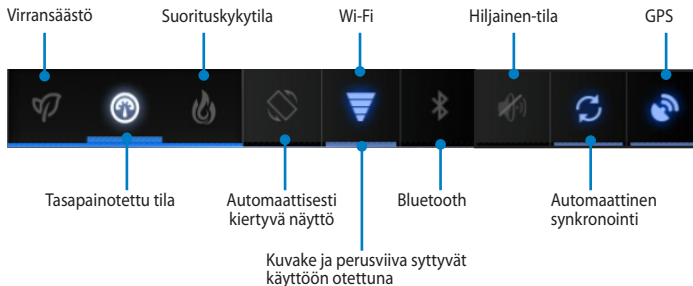 Virransäästö
Suorituskykytila
Wi-Fi
Hiljainen-tila
GPS
Tasapainotettu tila
Automaattisesti
kiertyvä näyttö
Bluetooth
Automaattinen
synkronointi
Kuvake ja perusviiva syttyvät
käyttöön otettuna